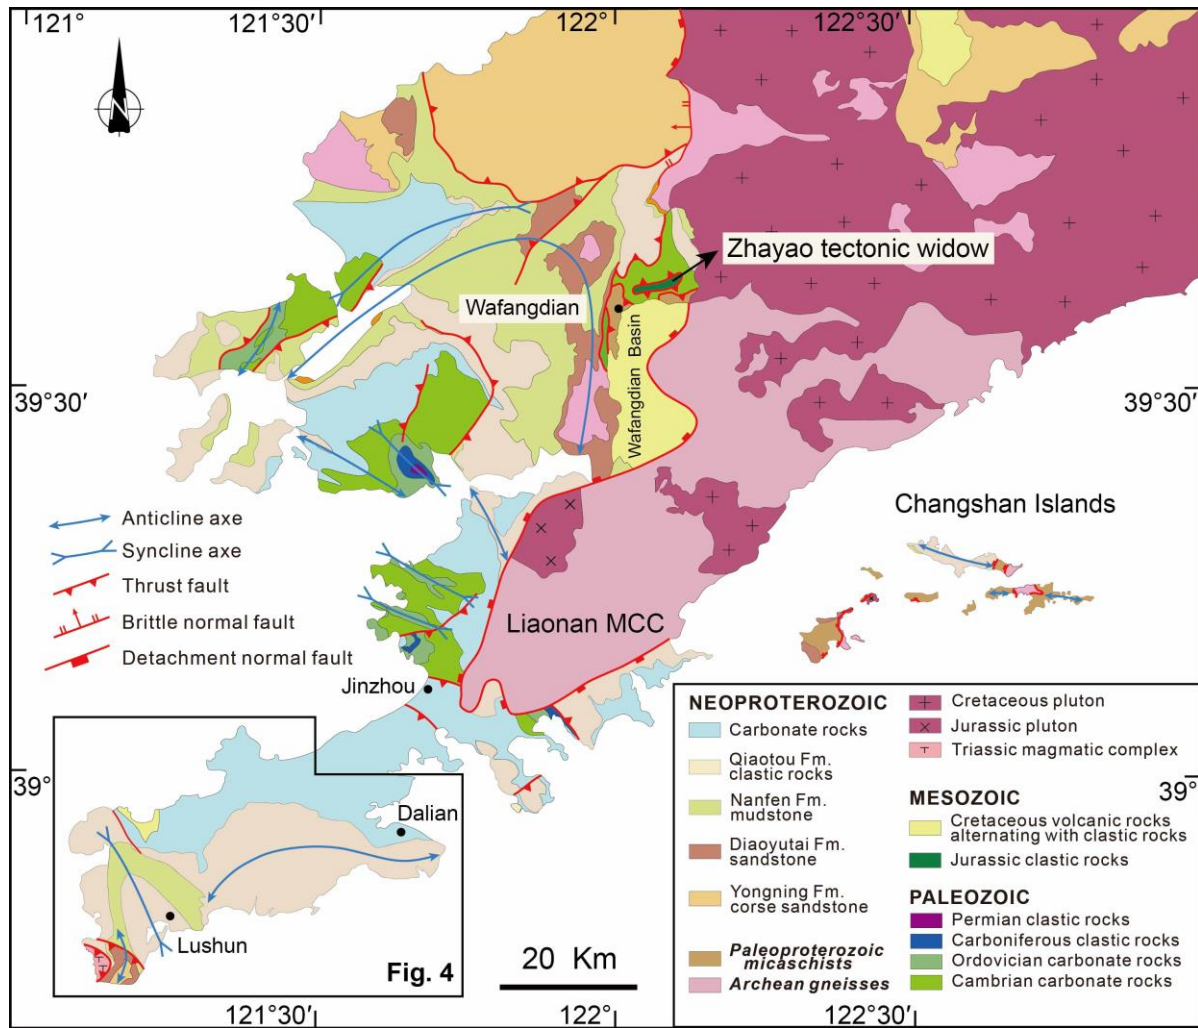 121°
121°30′
122°
122°30′
N
Zhayao tectonic widow
Wafangdian
Wafangdian Basin
39°30′
39°30′
Changshan Islands
Anticline axe
Syncline axe
Thrust fault
Brittle normal fault
Detachment normal fault
Liaonan MCC
Jinzhou
NEOPROTEROZOIC
Carbonate rocks
Qiaotou Fm.
clastic rocks
Nanfen Fm.
mudstone
Diaoyutai Fm.
sandstone
Yongning Fm.
corse sandstone
Paleoproterozoic
micaschists
Archean gneisses
Cretaceous pluton
Jurassic pluton
Triassic magmatic complex
MESOZOIC
Cretaceous volcanic rocks
alternating with clastic rocks
Jurassic clastic rocks
PALEOZOIC
Permian clastic rocks
Carboniferous clastic rocks
Ordovician carbonate rocks
Cambrian carbonate rocks
39°
39°
Dalian
Lushun
Fig. 4
20 Km
121°30′
122°
122°30′